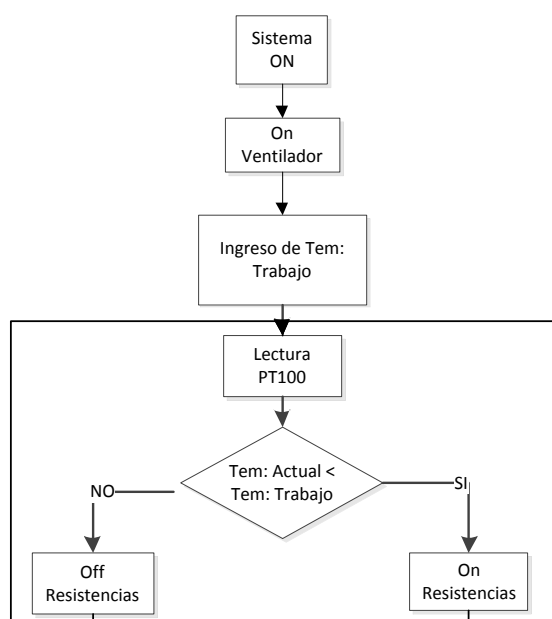 Sistema
ON
On
Ventilador
Ingreso de Tem:
Trabajo
Lectura
PT100
Tem: Actual <
Tem: Trabajo
NO
SI
Off
Resistencias
On
Resistencias